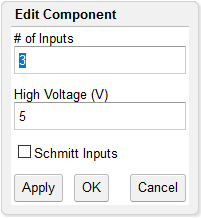 Edit Component
# of Inputs
3
High Voltage (V)
5
Schmitt Inputs
Apply OK Cancel